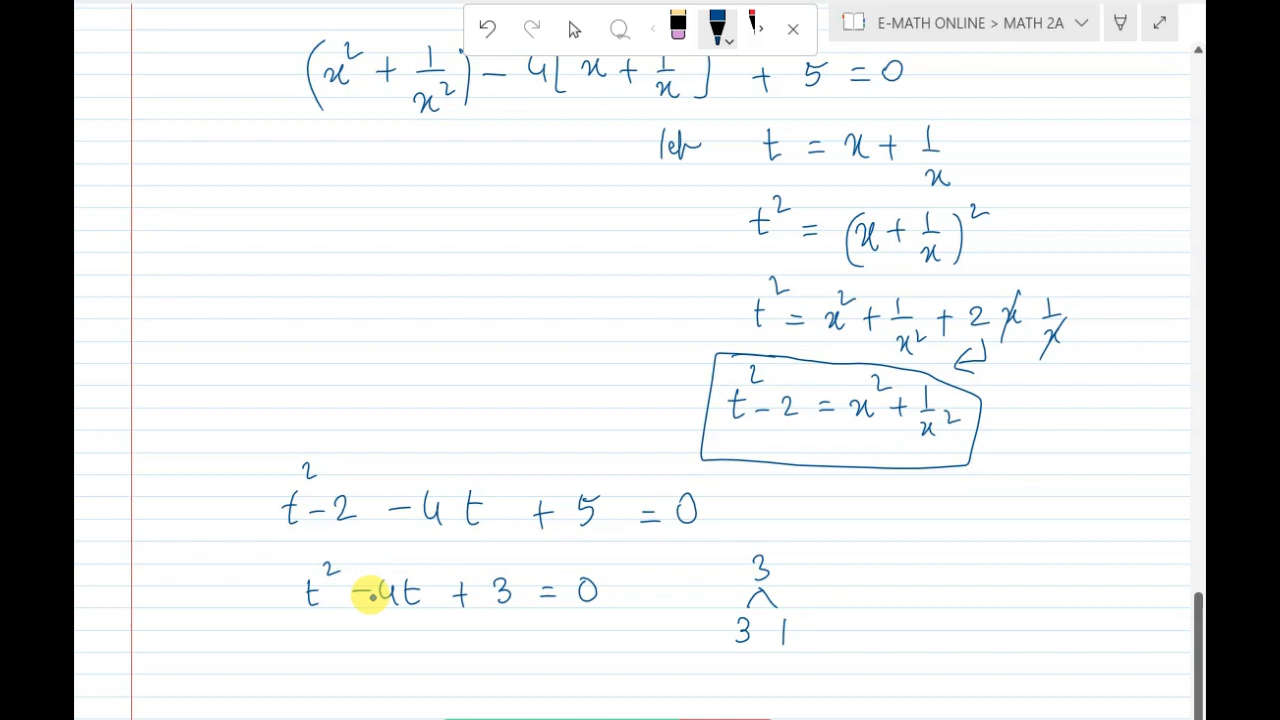 E-MATH ONLINE > MATH 2A
(x² + 1/x²) - 4[x + 1/x] + 5 = 0
let t = x + 1/x
t² = (x + 1/x)²
t² = x² + 1/x² + 2 x 1/x
t² - 2 = x² + 1/x²
t² - 2 - 4t + 5 = 0
t² - 4t + 3 = 0
3
3 1